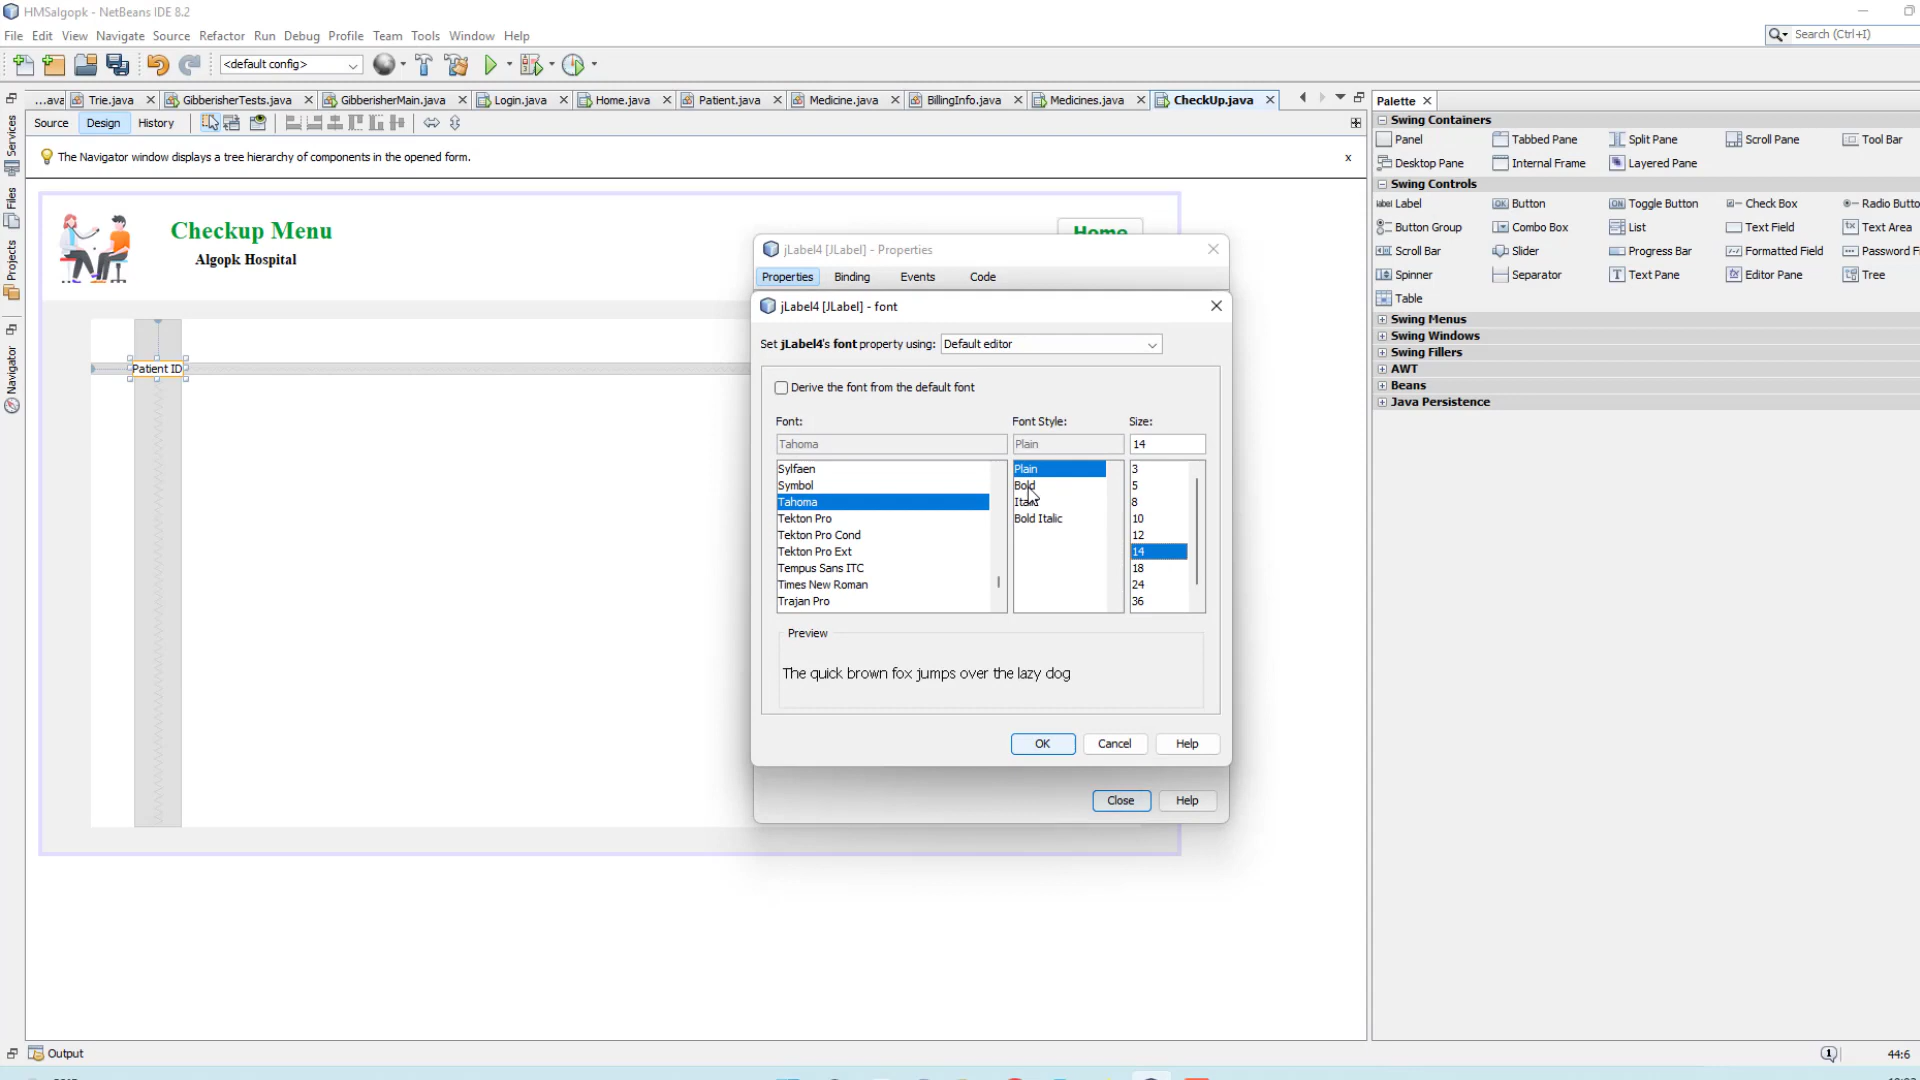 HMSalgopk - NetBeans IDE 8.2
File Edit View Navigate Source Refactor Run Debug Profile Team Tools Window Help
Search (Ctrl+I)
<default config>
...ava Trie.java GibberisherTests.java GibberisherMain.java Login.java Home.java Patient.java Medicine.java BillingInfo.java Medicines.java CheckUp.java
Palette
Source Design History
The Navigator window displays a tree hierarchy of components in the opened form.
x
Services
Files
Projects
Navigator
Checkup Menu
Algopk Hospital
Home
Patient ID
jLabel4 [JLabel] - Properties
Properties Binding Events Code
jLabel4 [JLabel] - font
Set jLabel4's font property using: Default editor
Derive the font from the default font
Font: Font Style: Size:
Tahoma Plain 14
Sylfaen Plain 3
Symbol Bold 5
Tahoma Italic 8
Tekton Pro Bold Italic 10
Tekton Pro Cond 12
Tekton Pro Ext 14
Tempus Sans ITC 18
Times New Roman 24
Trajan Pro 36
Preview
The quick brown fox jumps over the lazy dog
OK Cancel Help
Close Help
Swing Containers
Panel Tabbed Pane Split Pane Scroll Pane Tool Bar
Desktop Pane Internal Frame Layered Pane
Swing Controls
label Label OK Button ON Toggle Button Check Box Radio Butto
Button Group Combo Box List Text Field Text Area
Scroll Bar Slider Progress Bar Formatted Field Password F
Spinner Separator Text Pane Editor Pane Tree
Table
Swing Menus
Swing Windows
Swing Fillers
AWT
Beans
Java Persistence
Output
1
44:6